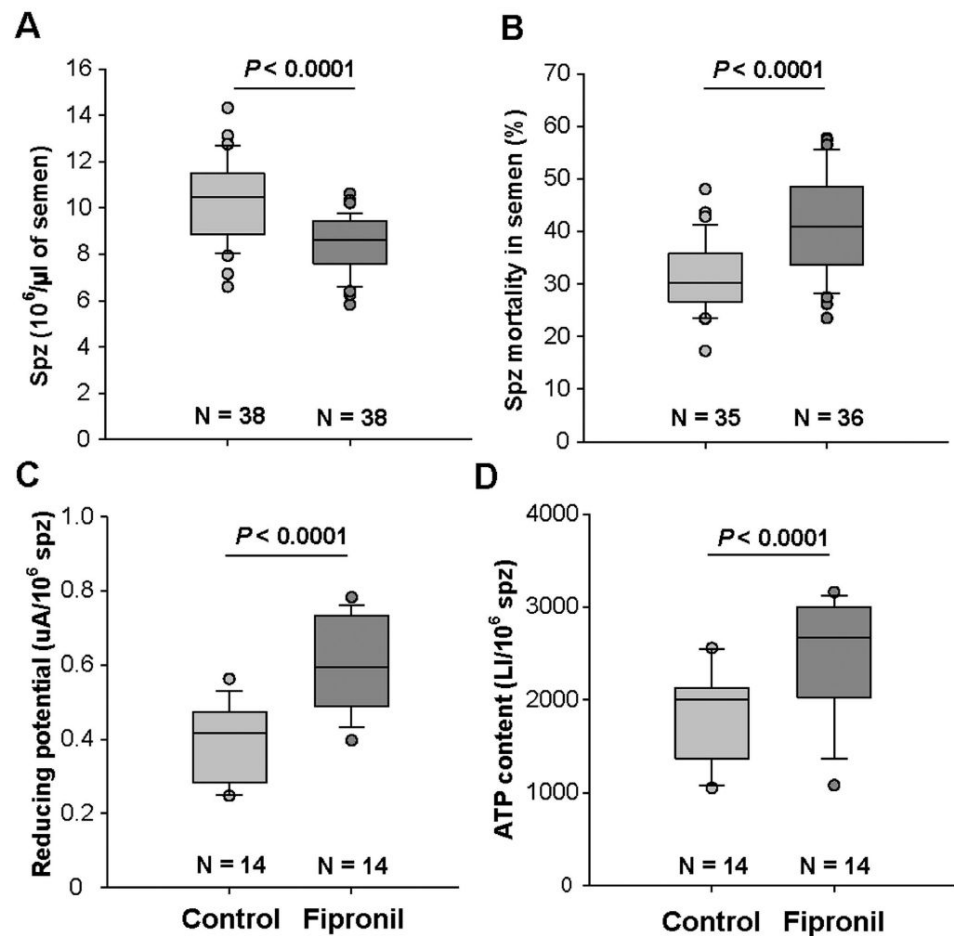 A
Spz (10⁶/µl of semen)
16
14
12
10
8
6
4
2
0
P < 0.0001
N = 38
N = 38
B
Spz mortality in semen (%)
70
60
50
40
30
20
10
0
P < 0.0001
N = 35
N = 36
C
Reducing potential (uA/10⁶ spz)
1.0
0.8
0.6
0.4
0.2
0
P < 0.0001
N = 14
N = 14
Control
Fipronil
D
ATP content (LI/10⁶ spz)
4000
3000
2000
1000
0
P < 0.0001
N = 14
N = 14
Control
Fipronil